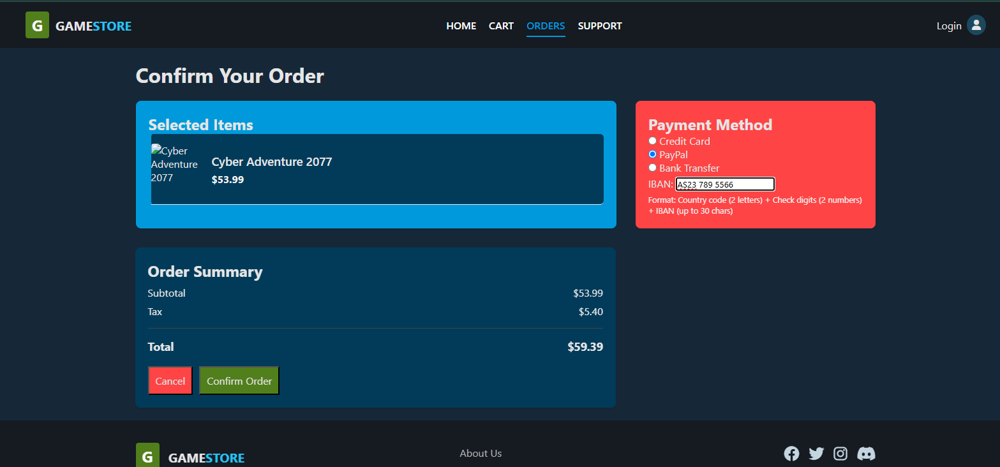 G GAMESTORE
HOME CART ORDERS SUPPORT
Login
Confirm Your Order
Selected Items
Cyber
Adventure
2077
Cyber Adventure 2077
$53.99
Payment Method
Credit Card
PayPal
Bank Transfer
IBAN: AS23 789 5566
Format: Country code (2 letters) + Check digits (2 numbers)
+ IBAN (up to 30 chars)
Order Summary
Subtotal $53.99
Tax $5.40
Total $59.39
Cancel Confirm Order
G GAMESTORE
About Us